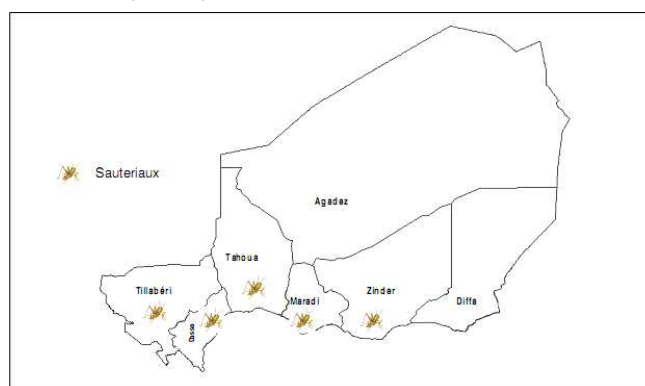 Sauteriaux
Agadez
Tahoua
Tillabéri
Maradi
Zinder
Diffa
Dosso